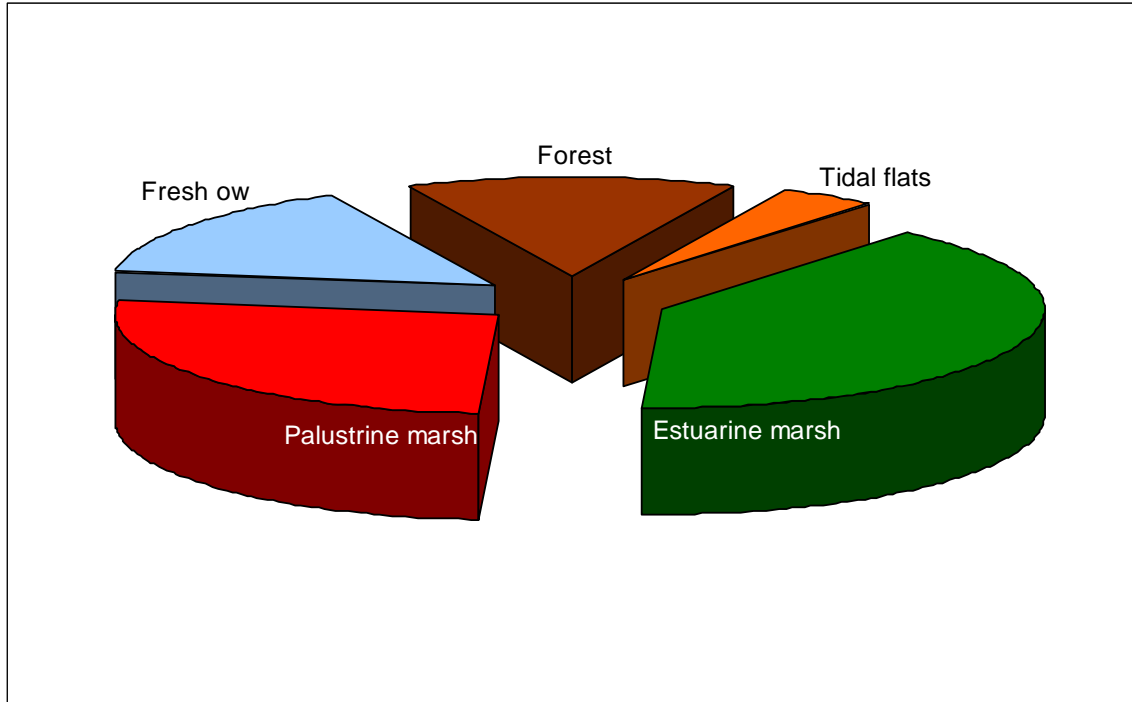 Forest
Tidal flats
Fresh ow
Palustrine marsh
Estuarine marsh